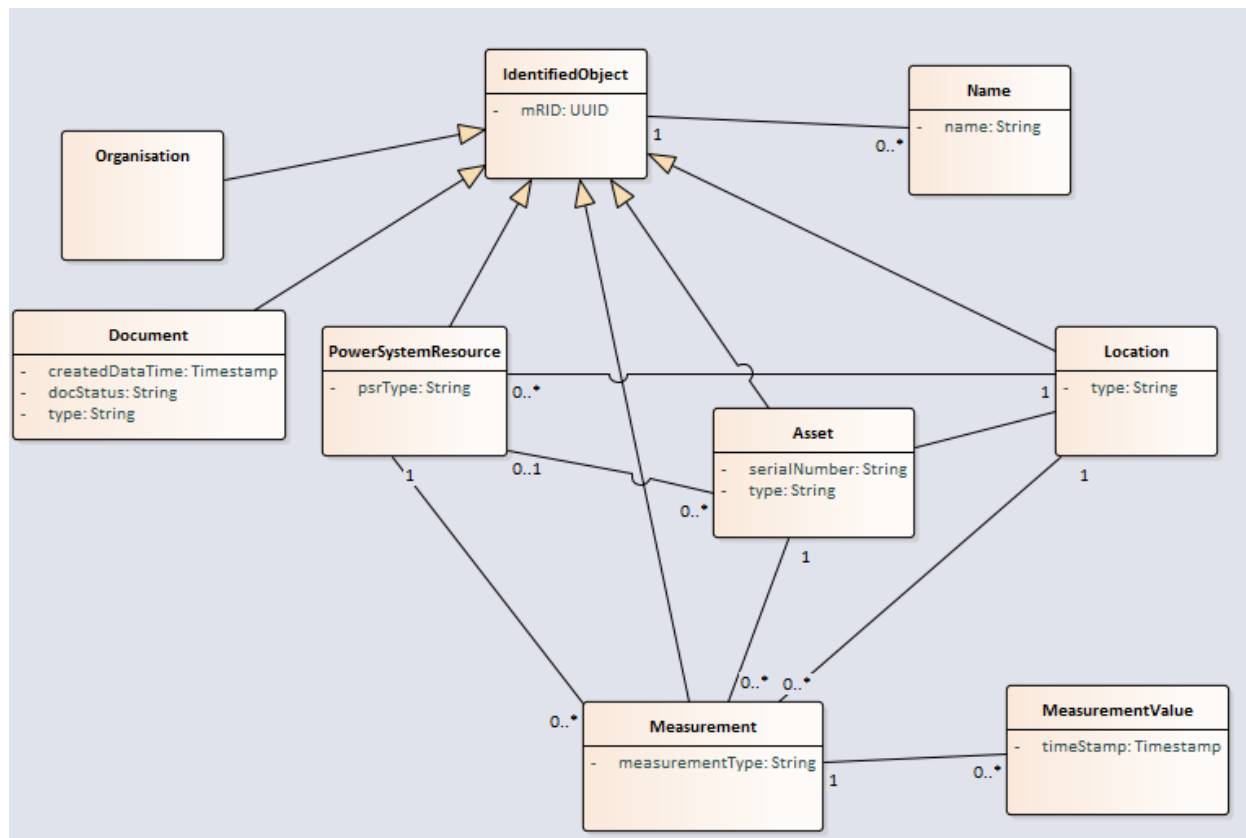 IdentifiedObject
- mRID: UUID
Name
- name: String
1
0..*
Organisation
Document
- createdDataTime: Timestamp
- docStatus: String
- type: String
PowerSystemResource
- psrType: String
0..*
1
Location
- type: String
Asset
- serialNumber: String
- type: String
0..1
0..*
1
1
1
0..*
0..*
0..*
Measurement
- measurementType: String
1
0..*
MeasurementValue
- timeStamp: Timestamp